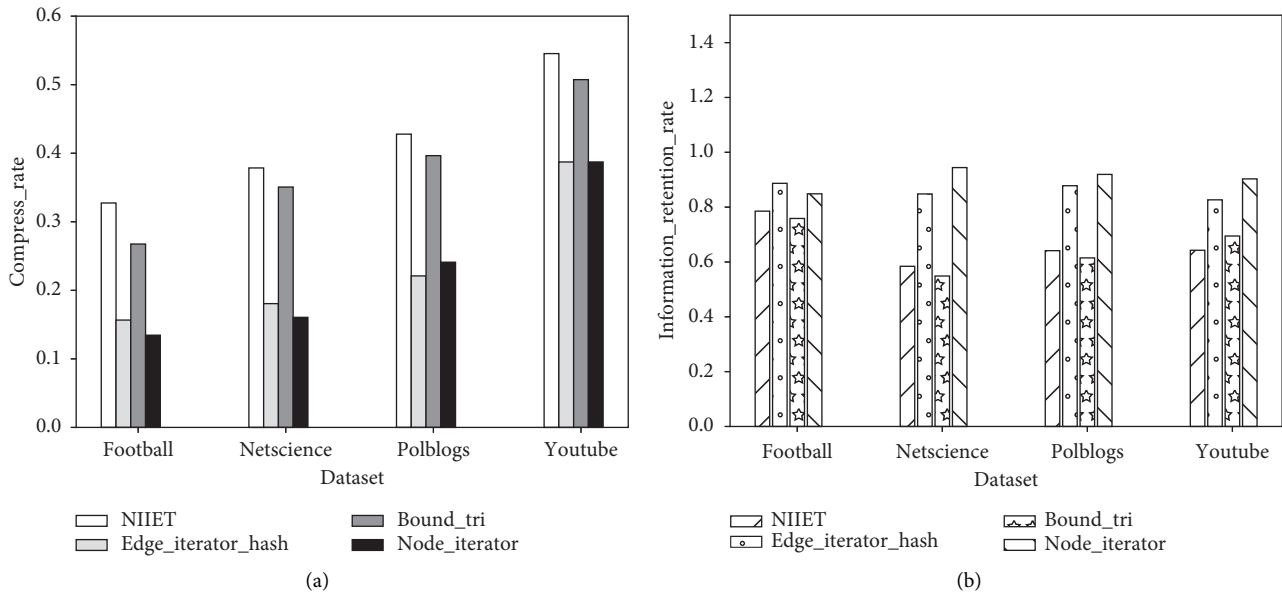 0.6
0.5
0.4
0.3
0.2
0.1
0.0
Compress_rate
Football Netscience Polblogs Youtube
Dataset
NIIET Bound_tri
Edge_iterator_hash Node_iterator
(a)
1.4
1.2
1.0
0.8
0.6
0.4
0.2
0.0
Information_retention_rate
Football Netscience Polblogs Youtube
Dataset
NIIET Bound_tri
Edge_iterator_hash Node_iterator
(b)